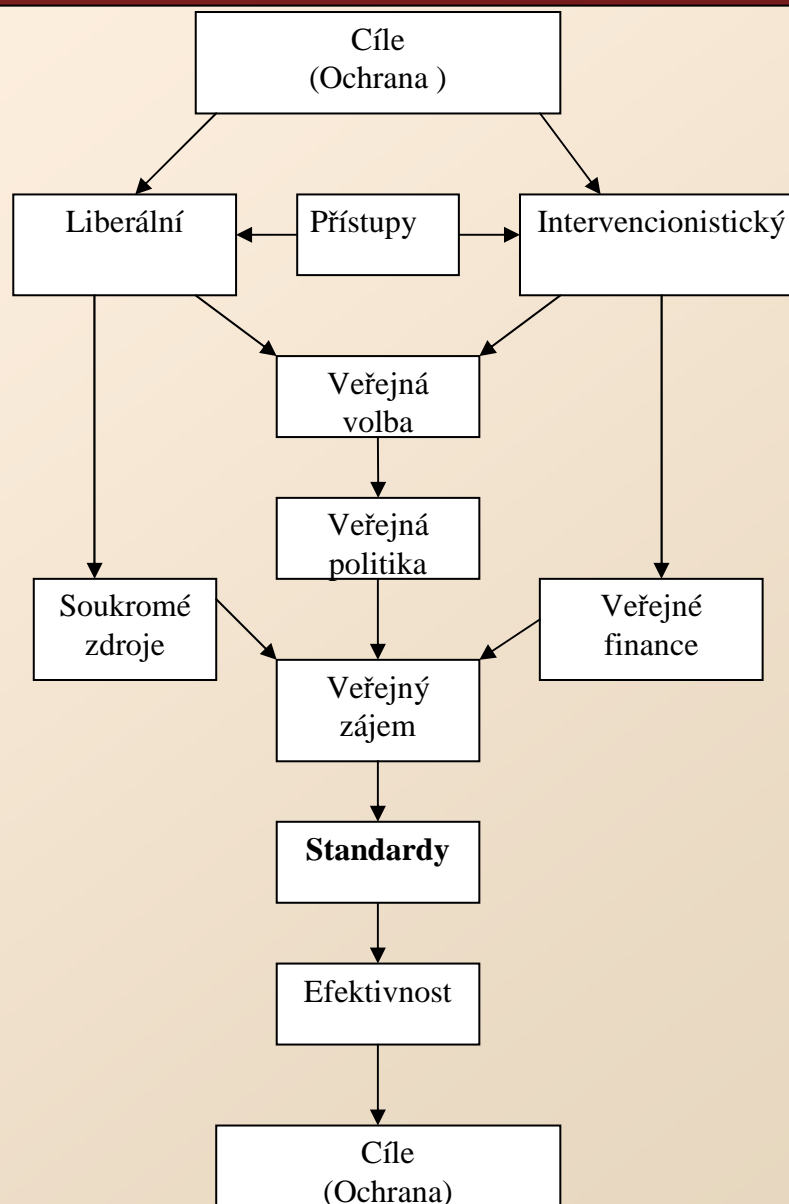 Cíle
(Ochrana )
Liberální
Přístupy
Intervencionistický
Veřejná
volba
Veřejná
politika
Soukromé
zdroje
Veřejné
finance
Veřejný
zájem
Standardy
Efektivnost
Cíle
(Ochrana)